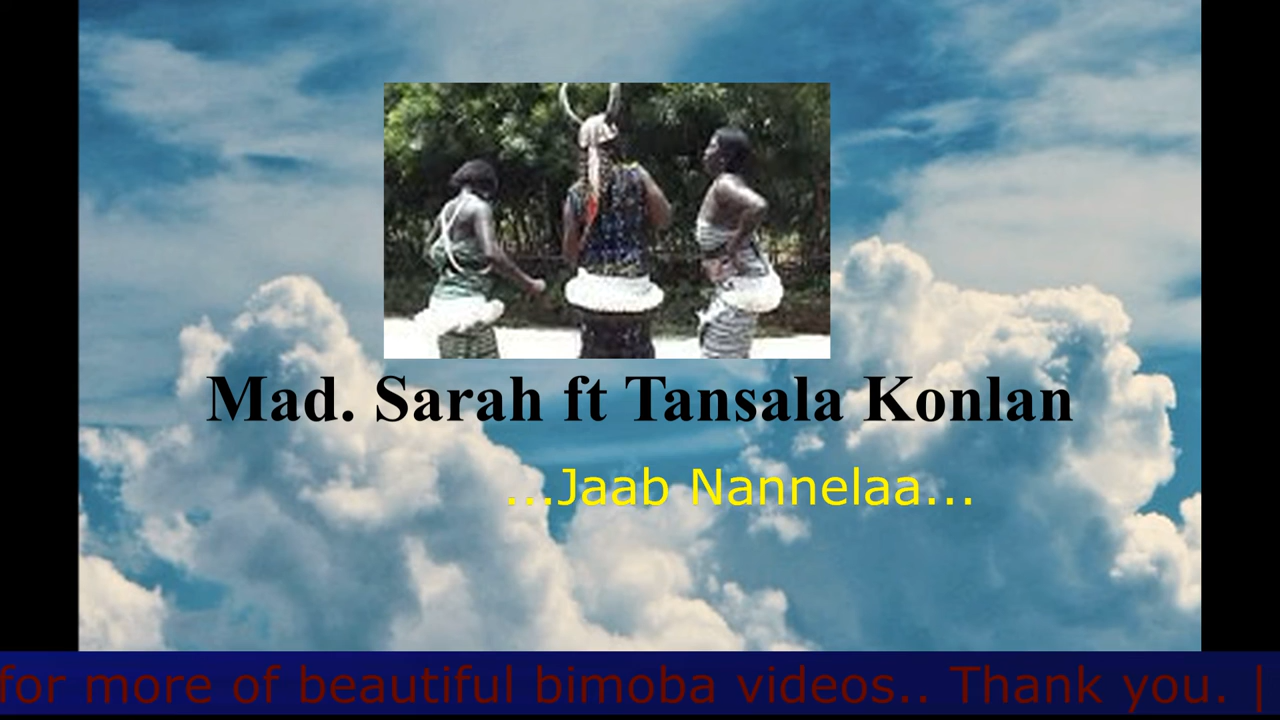 Mad. Sarah ft Tansala Konlan
...Jaab Nannelaa...
for more of beautiful bimoba videos.. Thank you. |